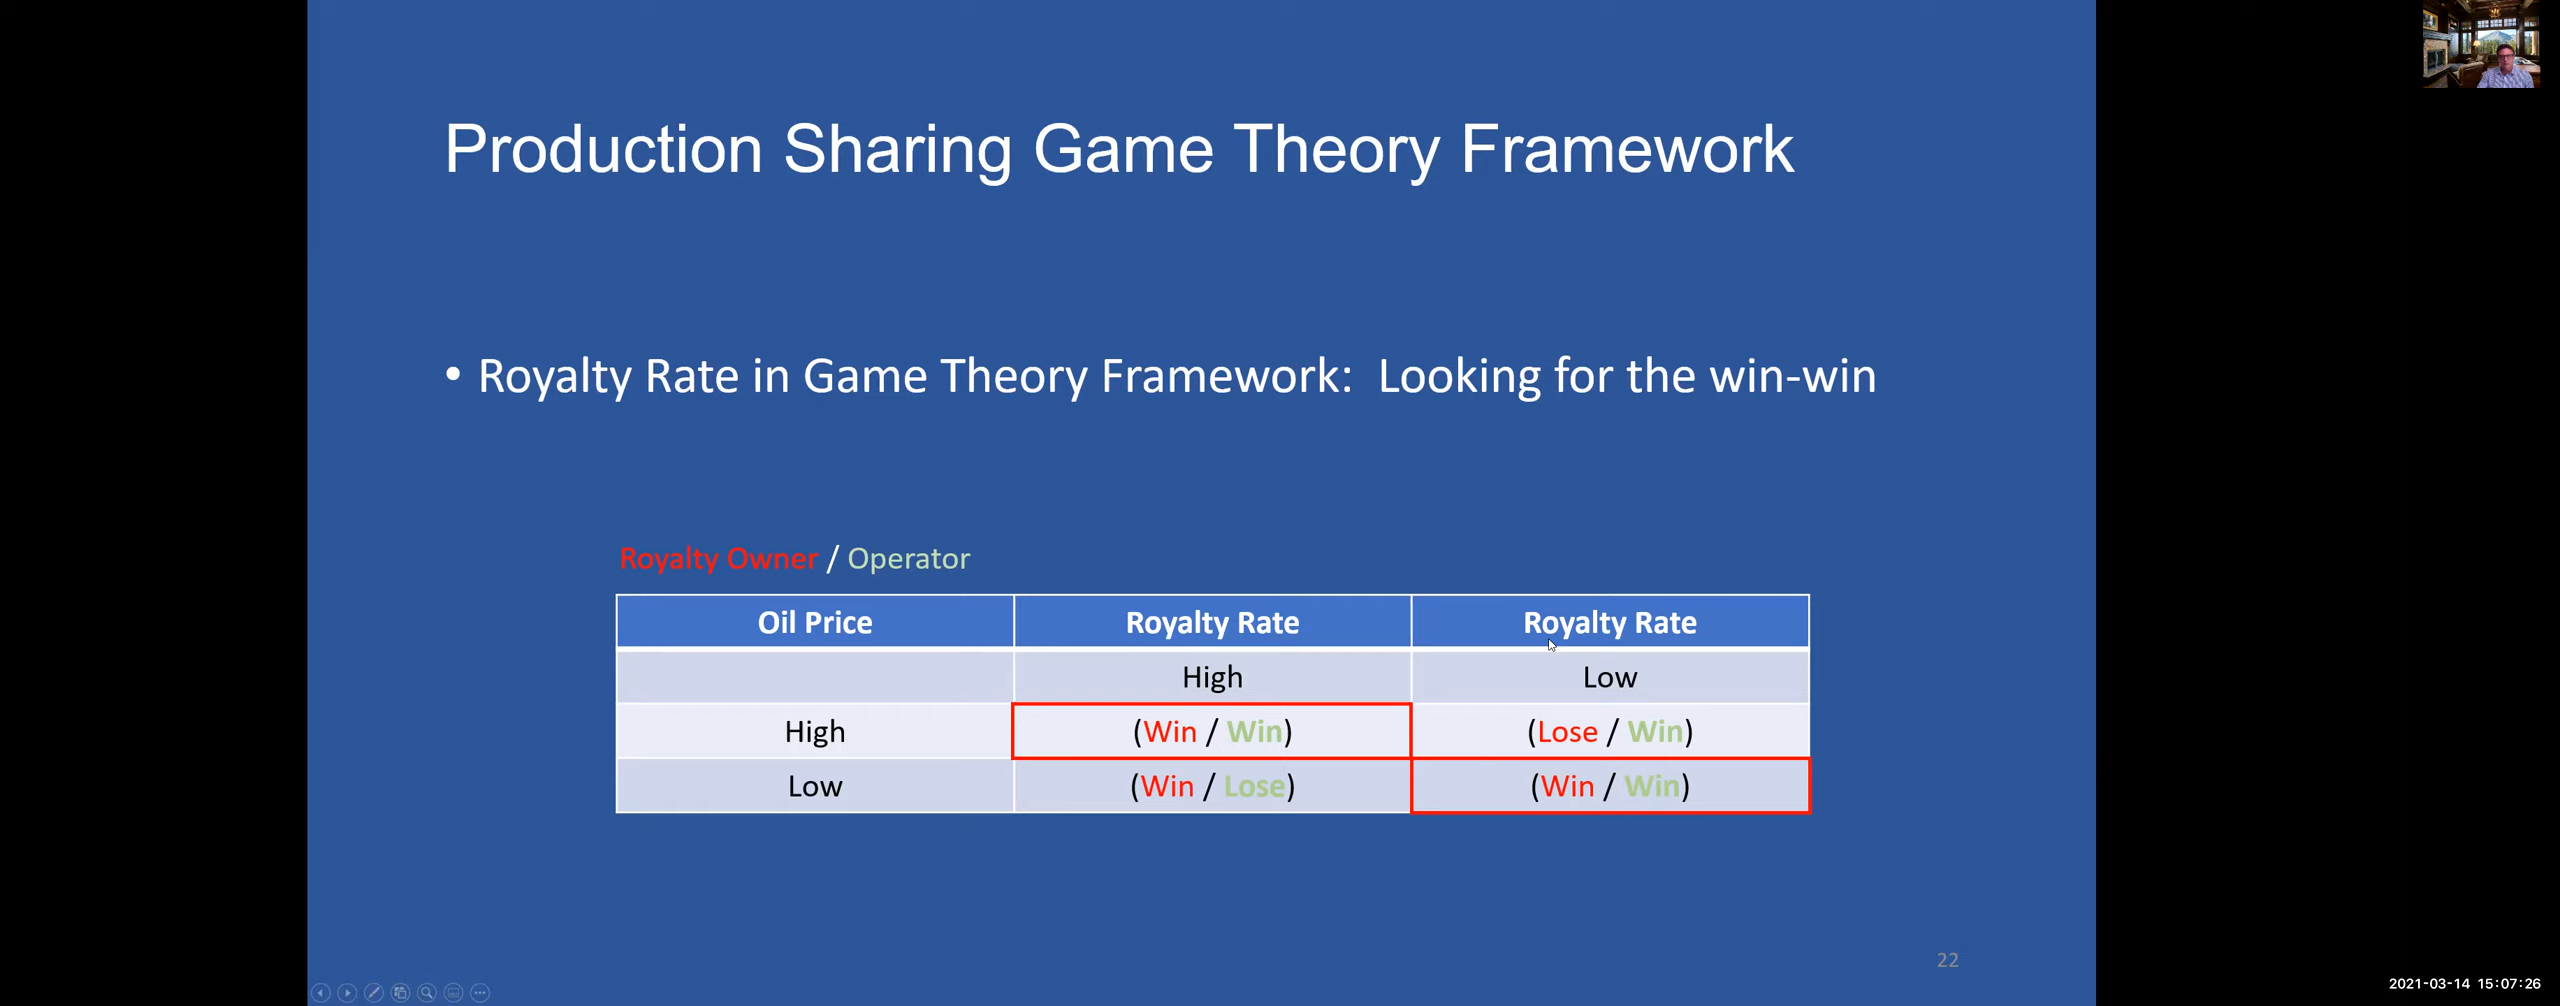 Production Sharing Game Theory Framework
• Royalty Rate in Game Theory Framework: Looking for the win-win
Royalty Owner / Operator
Oil Price Royalty Rate Royalty Rate
High Low
High (Win / Win) (Lose / Win)
Low (Win / Lose) (Win / Win)
22
2021-03-14 15:07:26